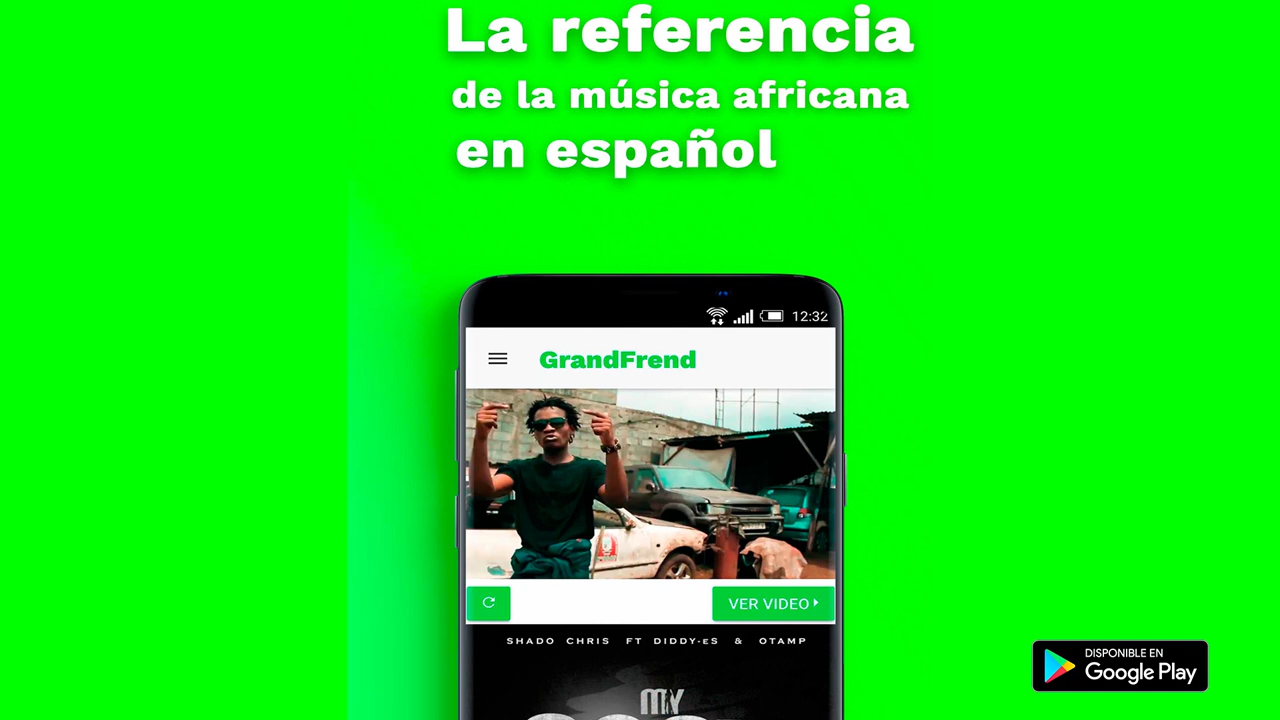 La referencia
de la música africana
en español
12:32
GrandFrend
VER VIDEO
SHADO CHRIS FT DIDDY-ES & OTAMP
MY
DISPONIBLE EN
Google Play